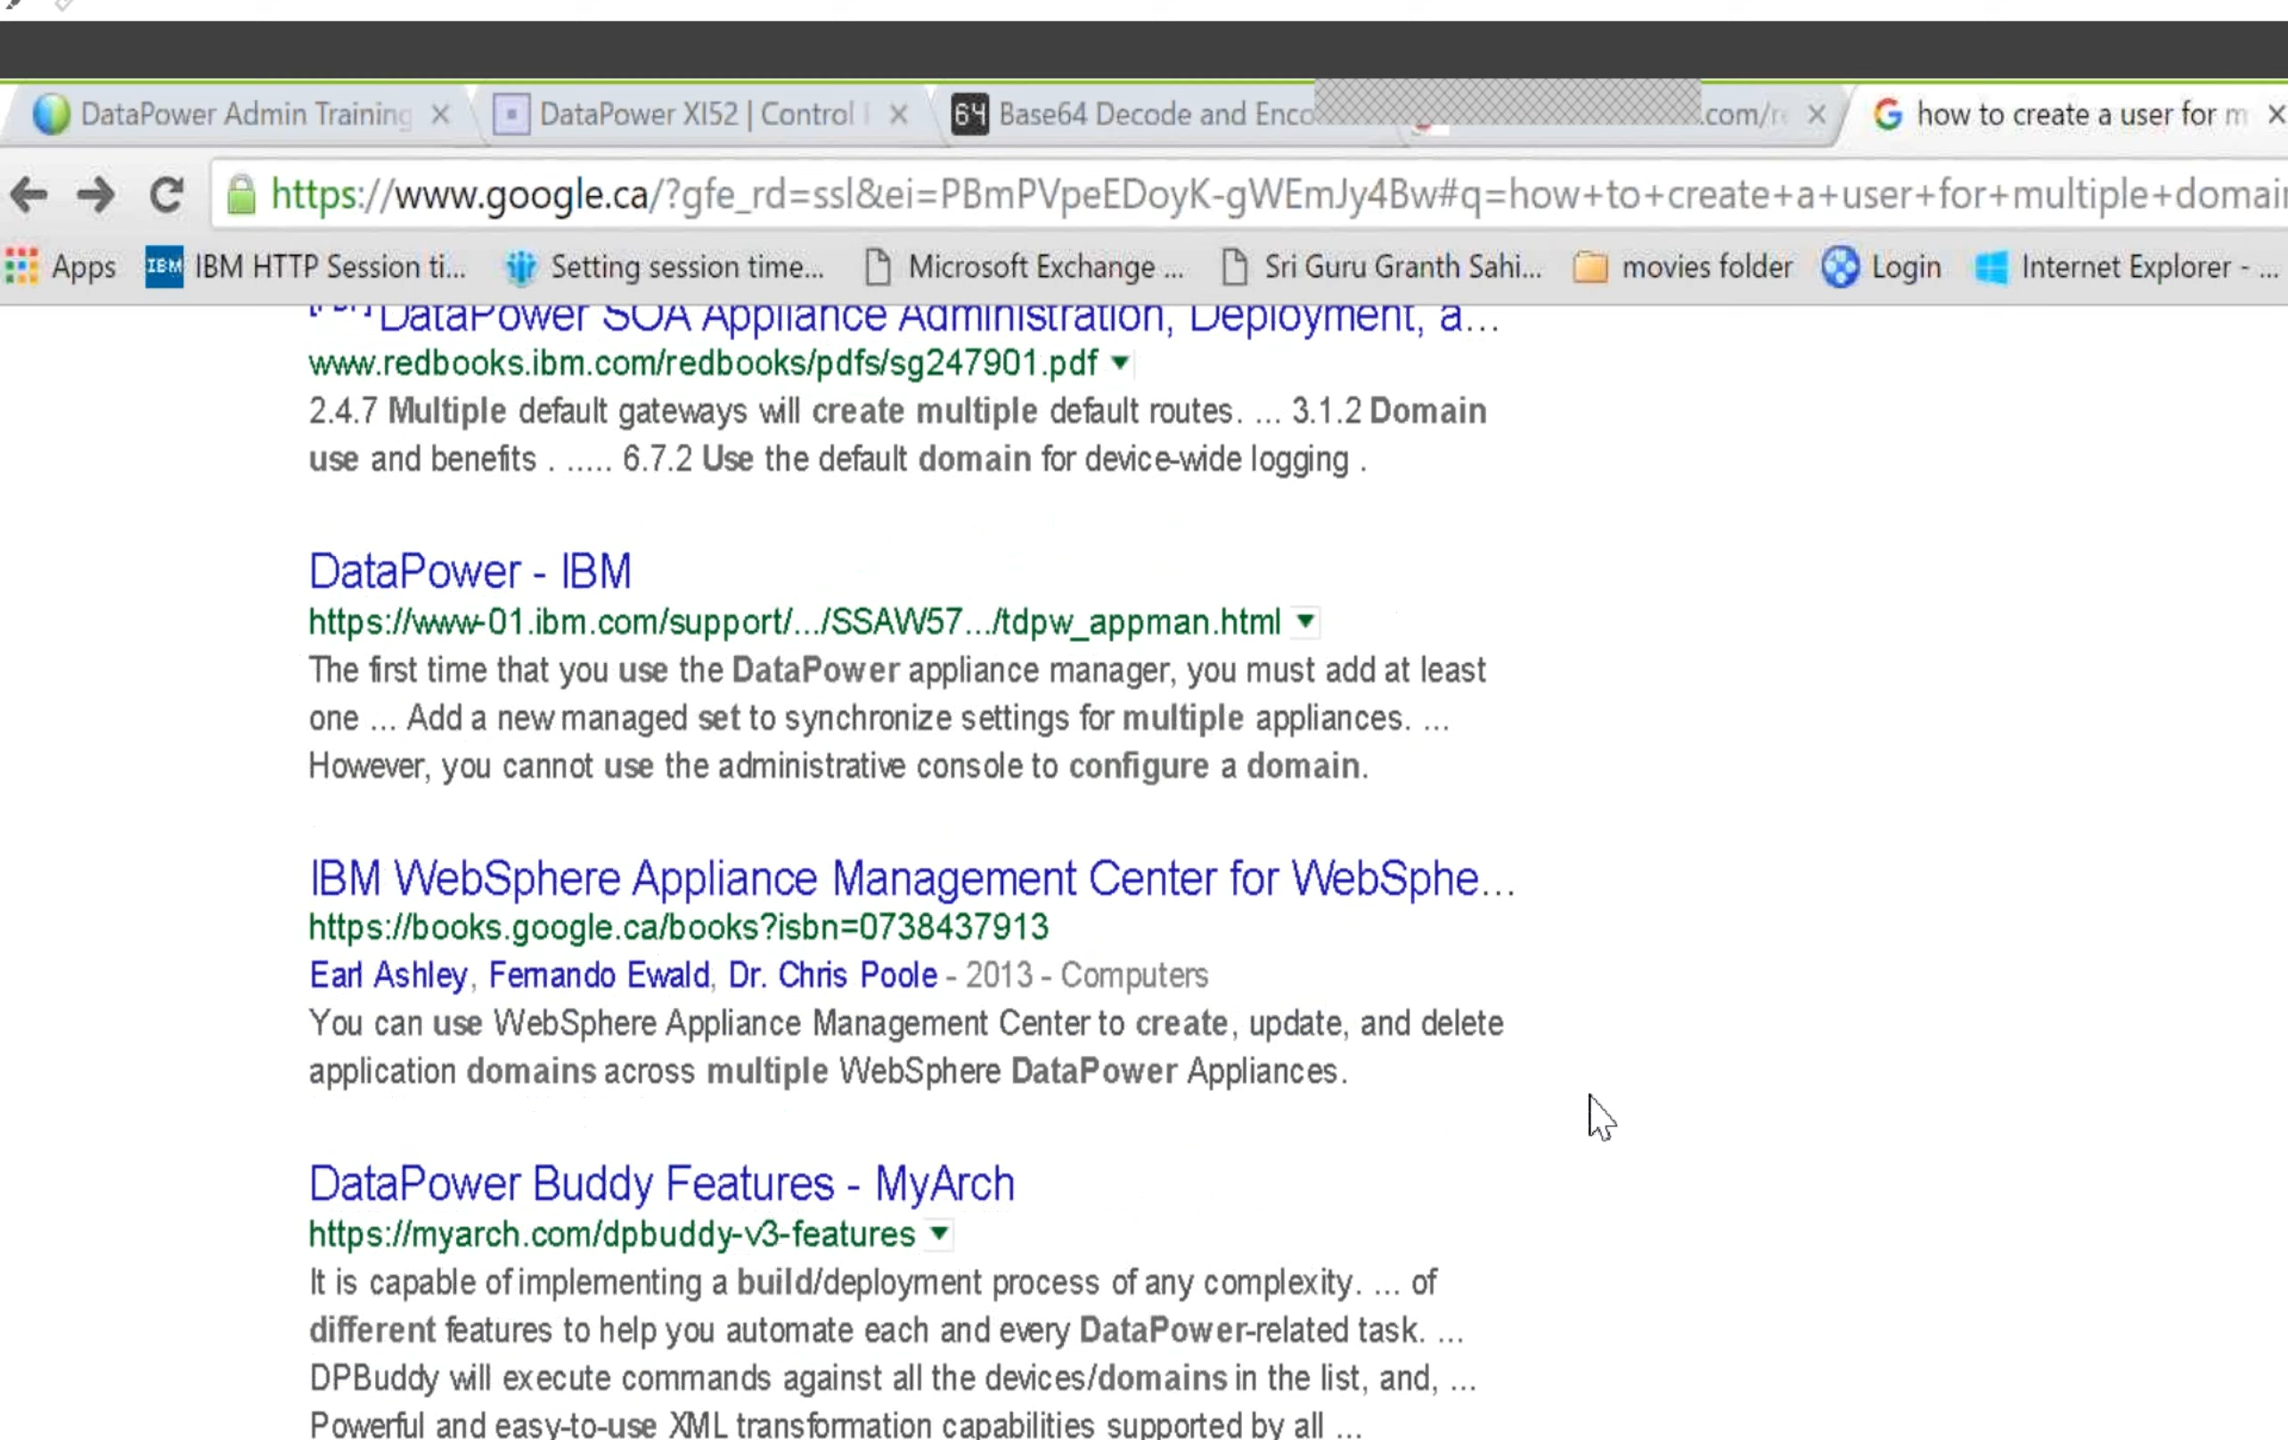 DataPower Admin Training
DataPower XI52 | Control
64 Base64 Decode and Enco
.com/r
how to create a user for m
https://www.google.ca/?gfe_rd=ssl&ei=PBmPVpeEDoyK-gWEmJy4Bw#q=how+to+create+a+user+for+multiple+domai
Apps IBM IBM HTTP Session ti... Setting session time... Microsoft Exchange ... Sri Guru Granth Sahi... movies folder Login Internet Explorer - ...
DataPower SOA Appliance Administration, Deployment, a...
www.redbooks.ibm.com/redbooks/pdfs/sg247901.pdf
2.4.7 Multiple default gateways will create multiple default routes. ... 3.1.2 Domain
use and benefits . ..... 6.7.2 Use the default domain for device-wide logging .
DataPower - IBM
https://www-01.ibm.com/support/.../SSAW57.../tdpw_appman.html
The first time that you use the DataPower appliance manager, you must add at least
one ... Add a new managed set to synchronize settings for multiple appliances. ...
However, you cannot use the administrative console to configure a domain.
IBM WebSphere Appliance Management Center for WebSphe...
https://books.google.ca/books?isbn=0738437913
Earl Ashley, Fernando Ewald, Dr. Chris Poole - 2013 - Computers
You can use WebSphere Appliance Management Center to create, update, and delete
application domains across multiple WebSphere DataPower Appliances.
DataPower Buddy Features - MyArch
https://myarch.com/dpbuddy-v3-features
It is capable of implementing a build/deployment process of any complexity. ... of
different features to help you automate each and every DataPower-related task. ...
DPBuddy will execute commands against all the devices/domains in the list, and, ...
Powerful and easy-to-use XML transformation capabilities supported by all ...